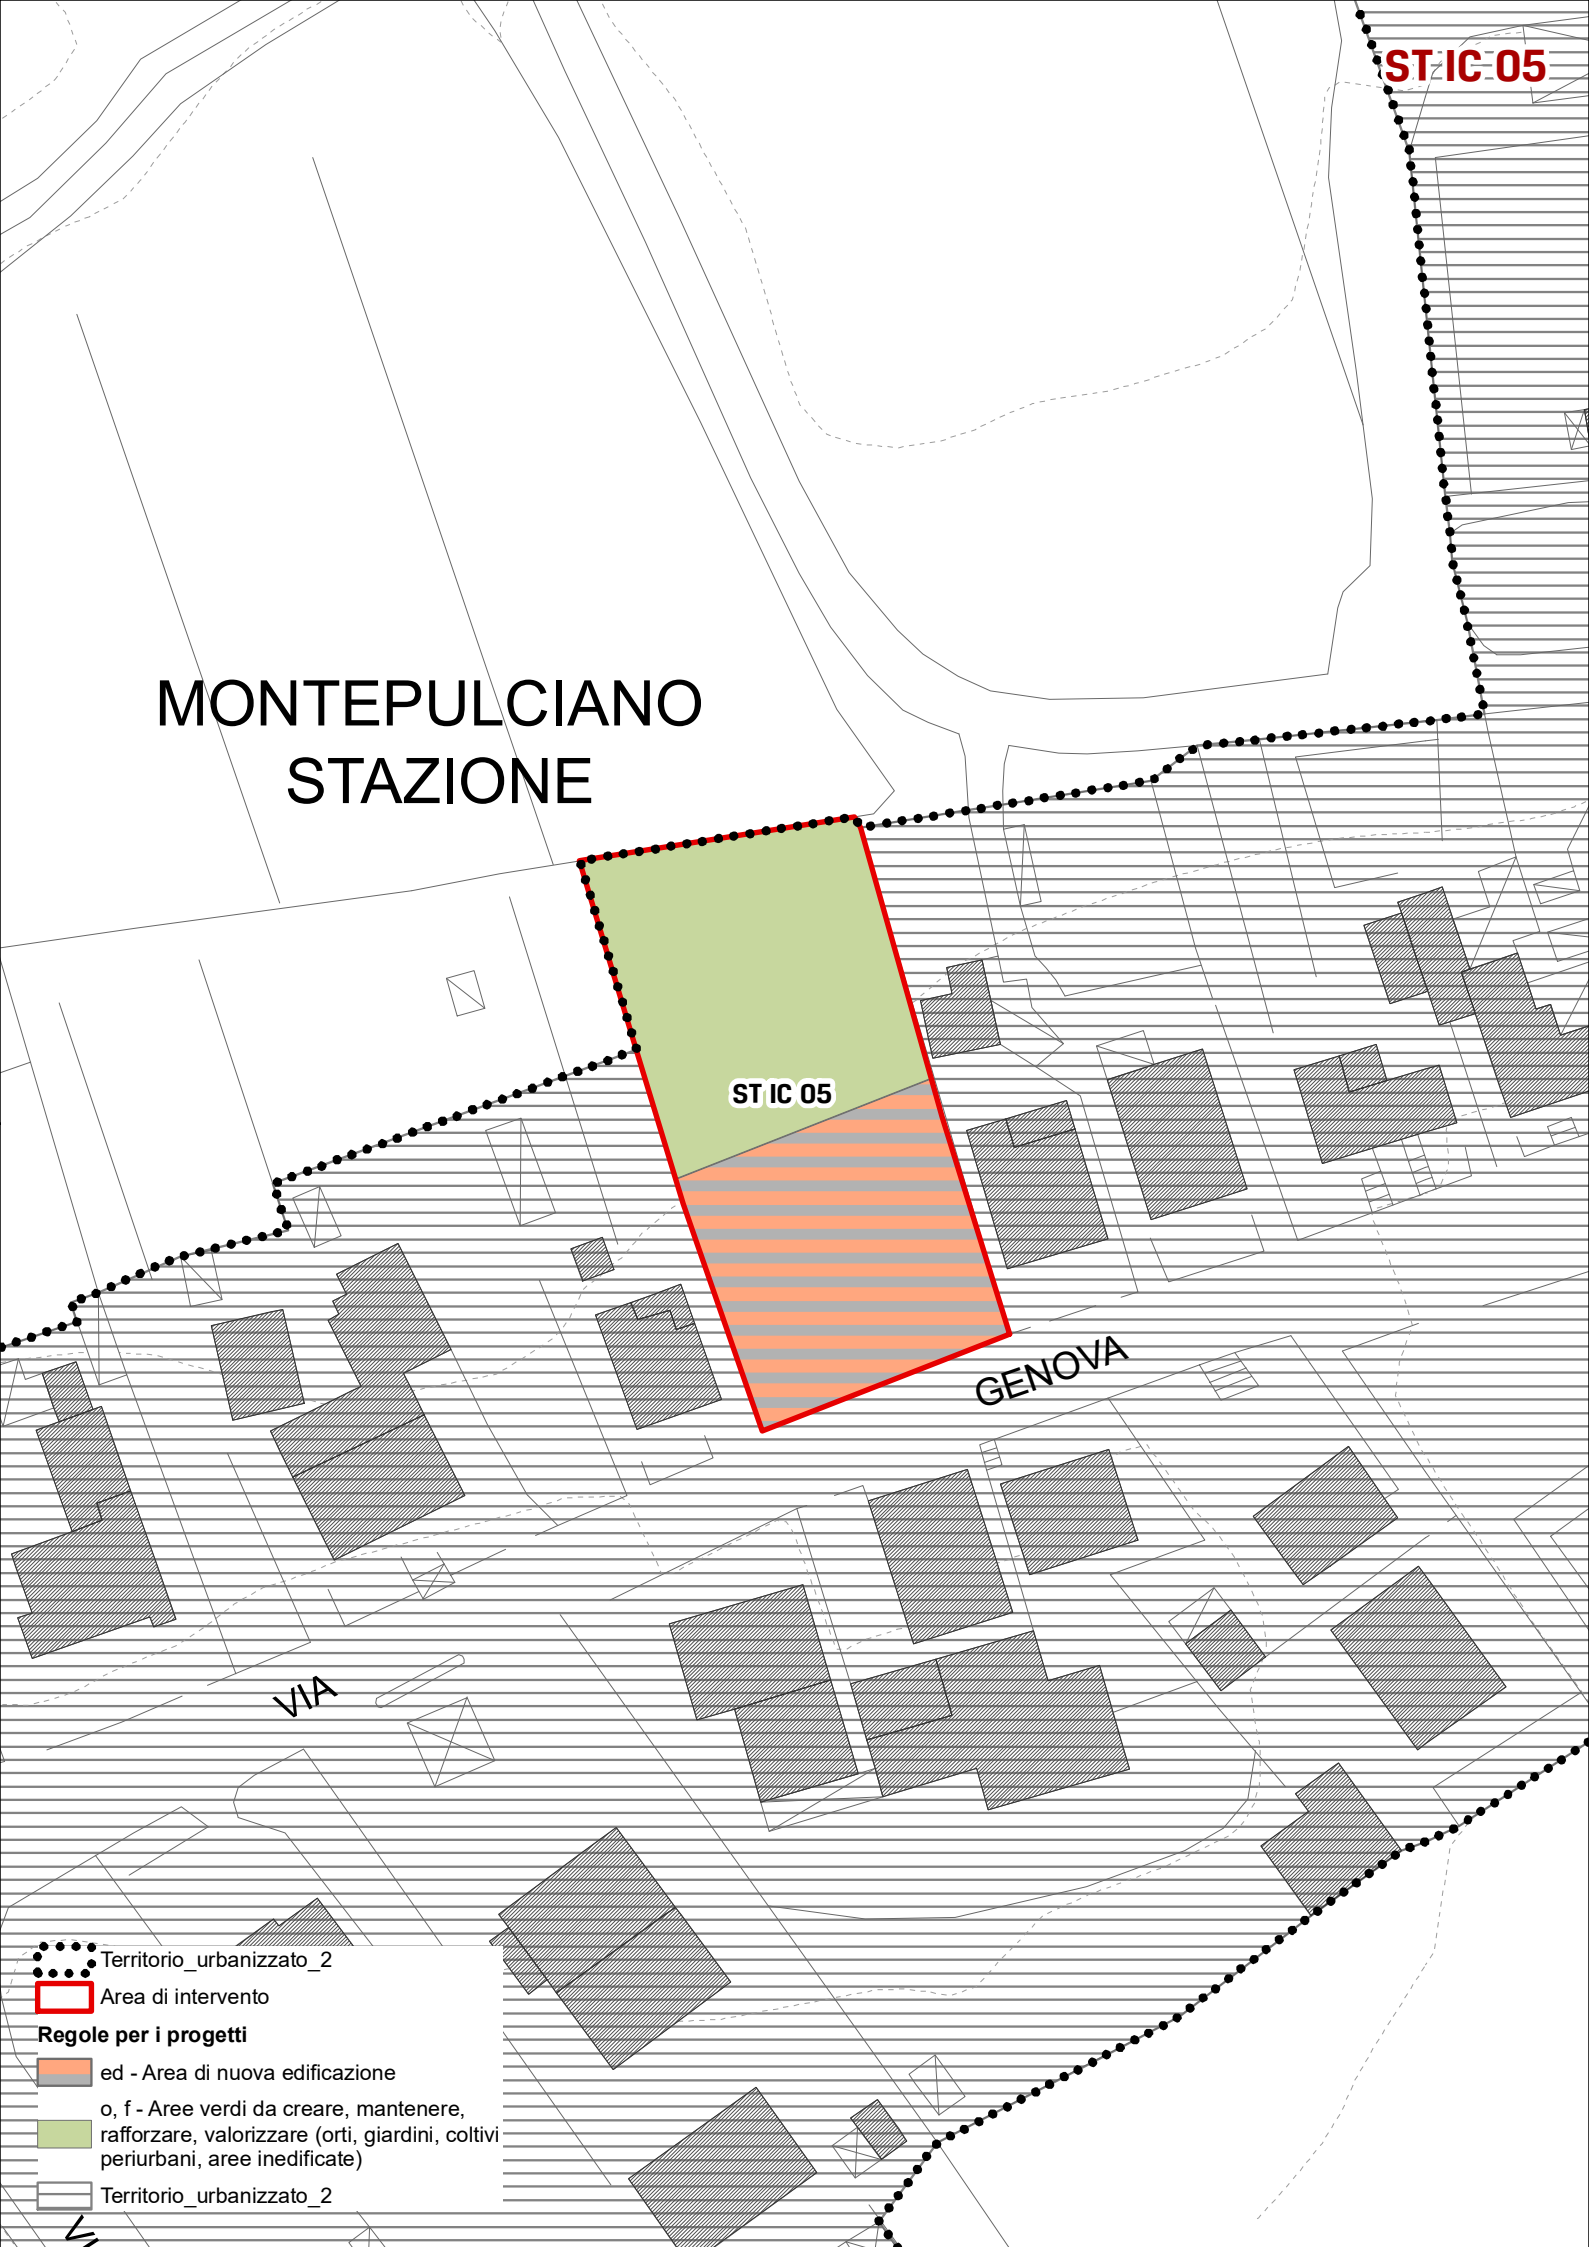 ST IC 05
MONTEPULCIANO
STAZIONE
ST IC 05
GENOVA
VIA
Territorio_urbanizzato_2
Area di intervento
Regole per i progetti
ed - Area di nuova edificazione
o, f - Aree verdi da creare, mantenere,
rafforzare, valorizzare (orti, giardini, coltivi
periurbani, aree inedificate)
Territorio_urbanizzato_2